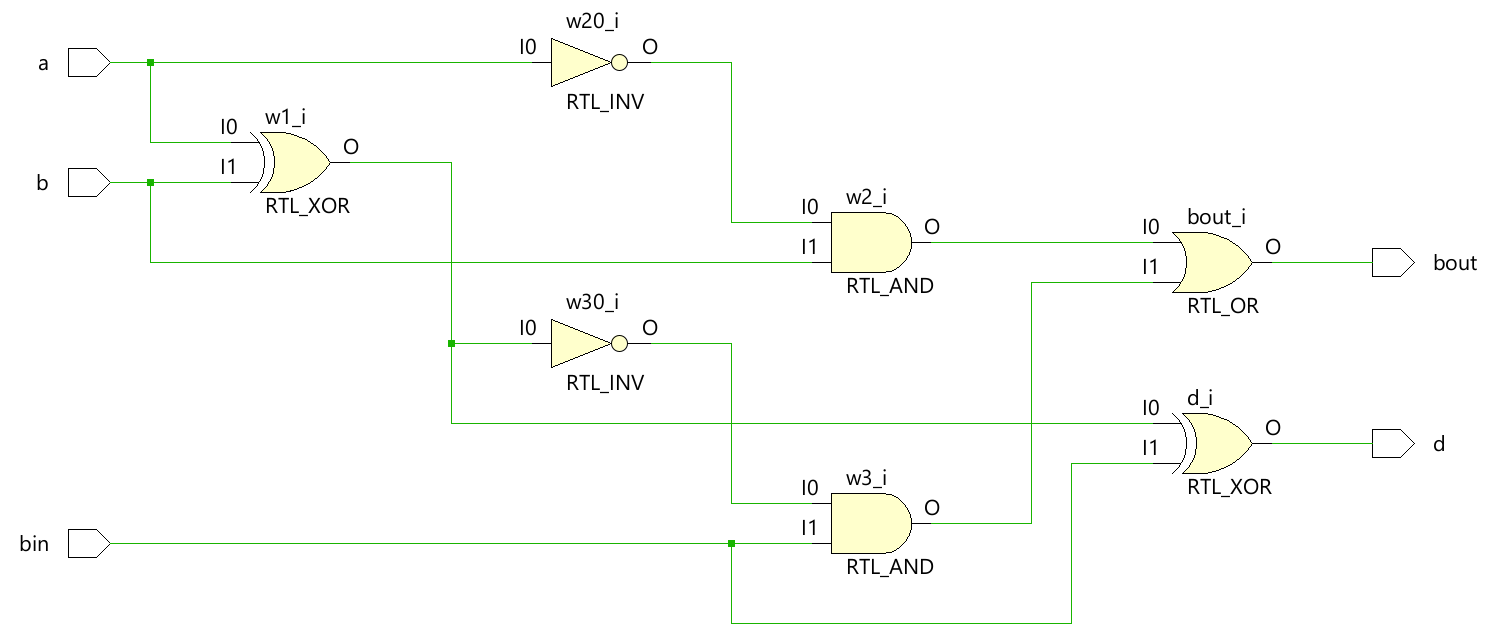 w20_i
I0
O
a
RTL_INV
w1_i
I0
O
I1
b
RTL_XOR
w2_i
I0
O
I1
RTL_AND
bout_i
I0
O
I1
bout
RTL_OR
w30_i
I0
O
RTL_INV
d_i
I0
O
I1
d
RTL_XOR
w3_i
I0
O
I1
bin
RTL_AND